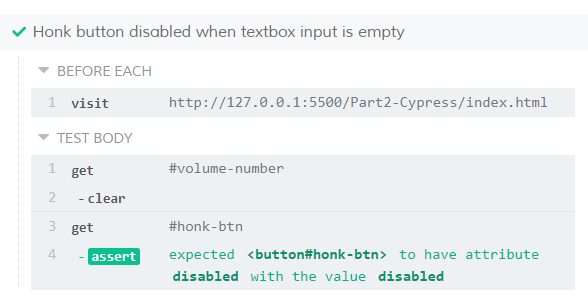 Honk button disabled when textbox input is empty
BEFORE EACH
1 visit http://127.0.0.1:5500/Part2-Cypress/index.html
TEST BODY
1 get #volume-number
2 -clear
3 get #honk-btn
4 -assert expected <button#honk-btn> to have attribute
disabled with the value disabled